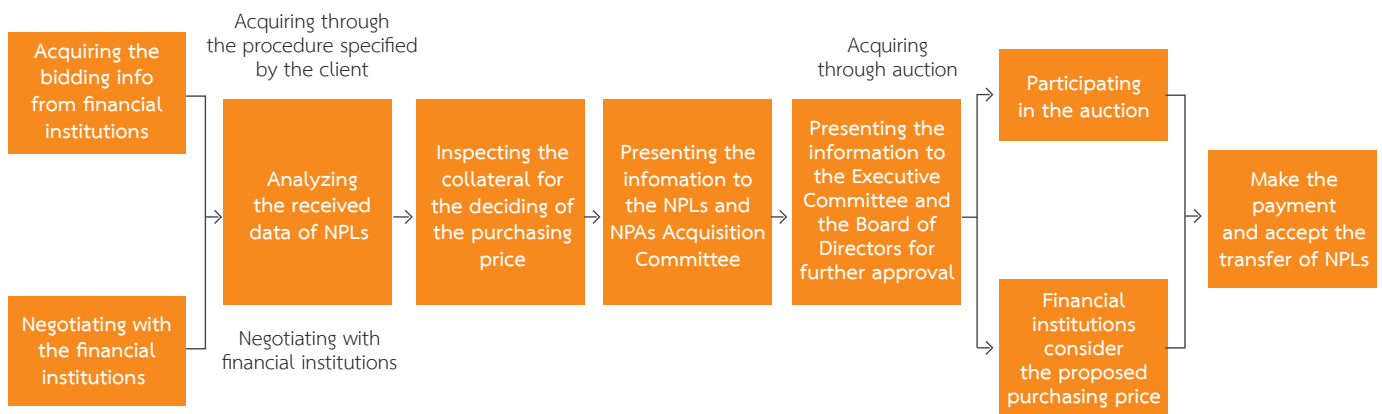 Acquiring the
bidding info
from financial
institutions
Negotiating with
the financial
institutions
Acquiring through
the procedure specified
by the client
Analyzing
the received
data of NPLs
Negotiating with
financial institutions
Inspecting the
collateral for
the deciding of
the purchasing
price
Presenting the
infomation to
the NPLs and
NPAs Acquisition
Committee
Acquiring
through auction
Presenting the
information to
the Executive
Committee and
the Board of
Directors for
further approval
Participating
in the auction
Financial
institutions
consider
the proposed
purchasing price
Make the
payment
and accept the
transfer of NPLs